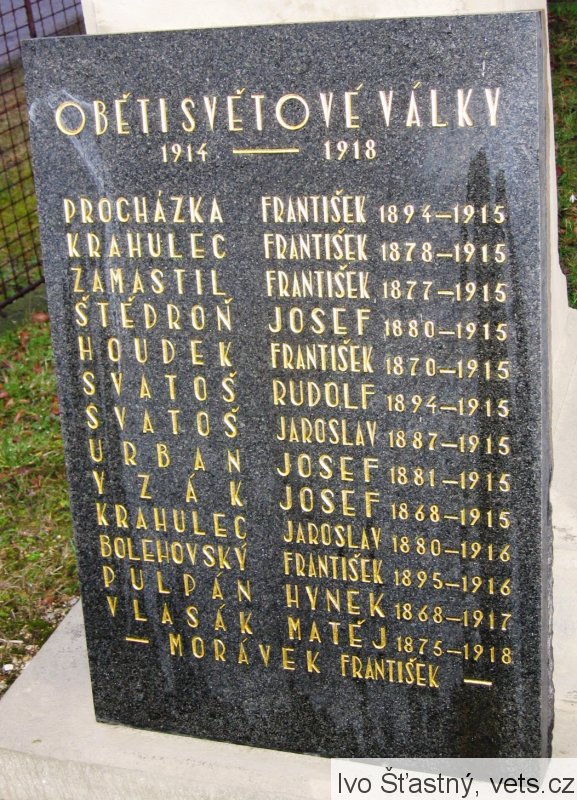 OBĚTI SVĚTOVÉ VÁLKY
1914 — 1918
PROCHÁZKA FRANTIŠEK 1894–1915
KRAHULEC FRANTIŠEK 1878–1915
ZAMASTIL FRANTIŠEK 1877–1915
ŠTĚDROŇ JOSEF 1880–1915
HOUDEK FRANTIŠEK 1870–1915
SVATOŠ RUDOLF 1894–1915
SVATOŠ JAROSLAV 1887–1915
URBAN JOSEF 1881–1915
VZÁK JOSEF 1868–1915
KRAHULEC JAROSLAV 1880–1916
BOLEHOVSKÝ FRANTIŠEK 1895–1916
PULPÁN HYNEK 1868–1917
VLASÁK MATĚJ 1875–1918
— MORÁVEK FRANTIŠEK —
Ivo Šťastný, vets.cz